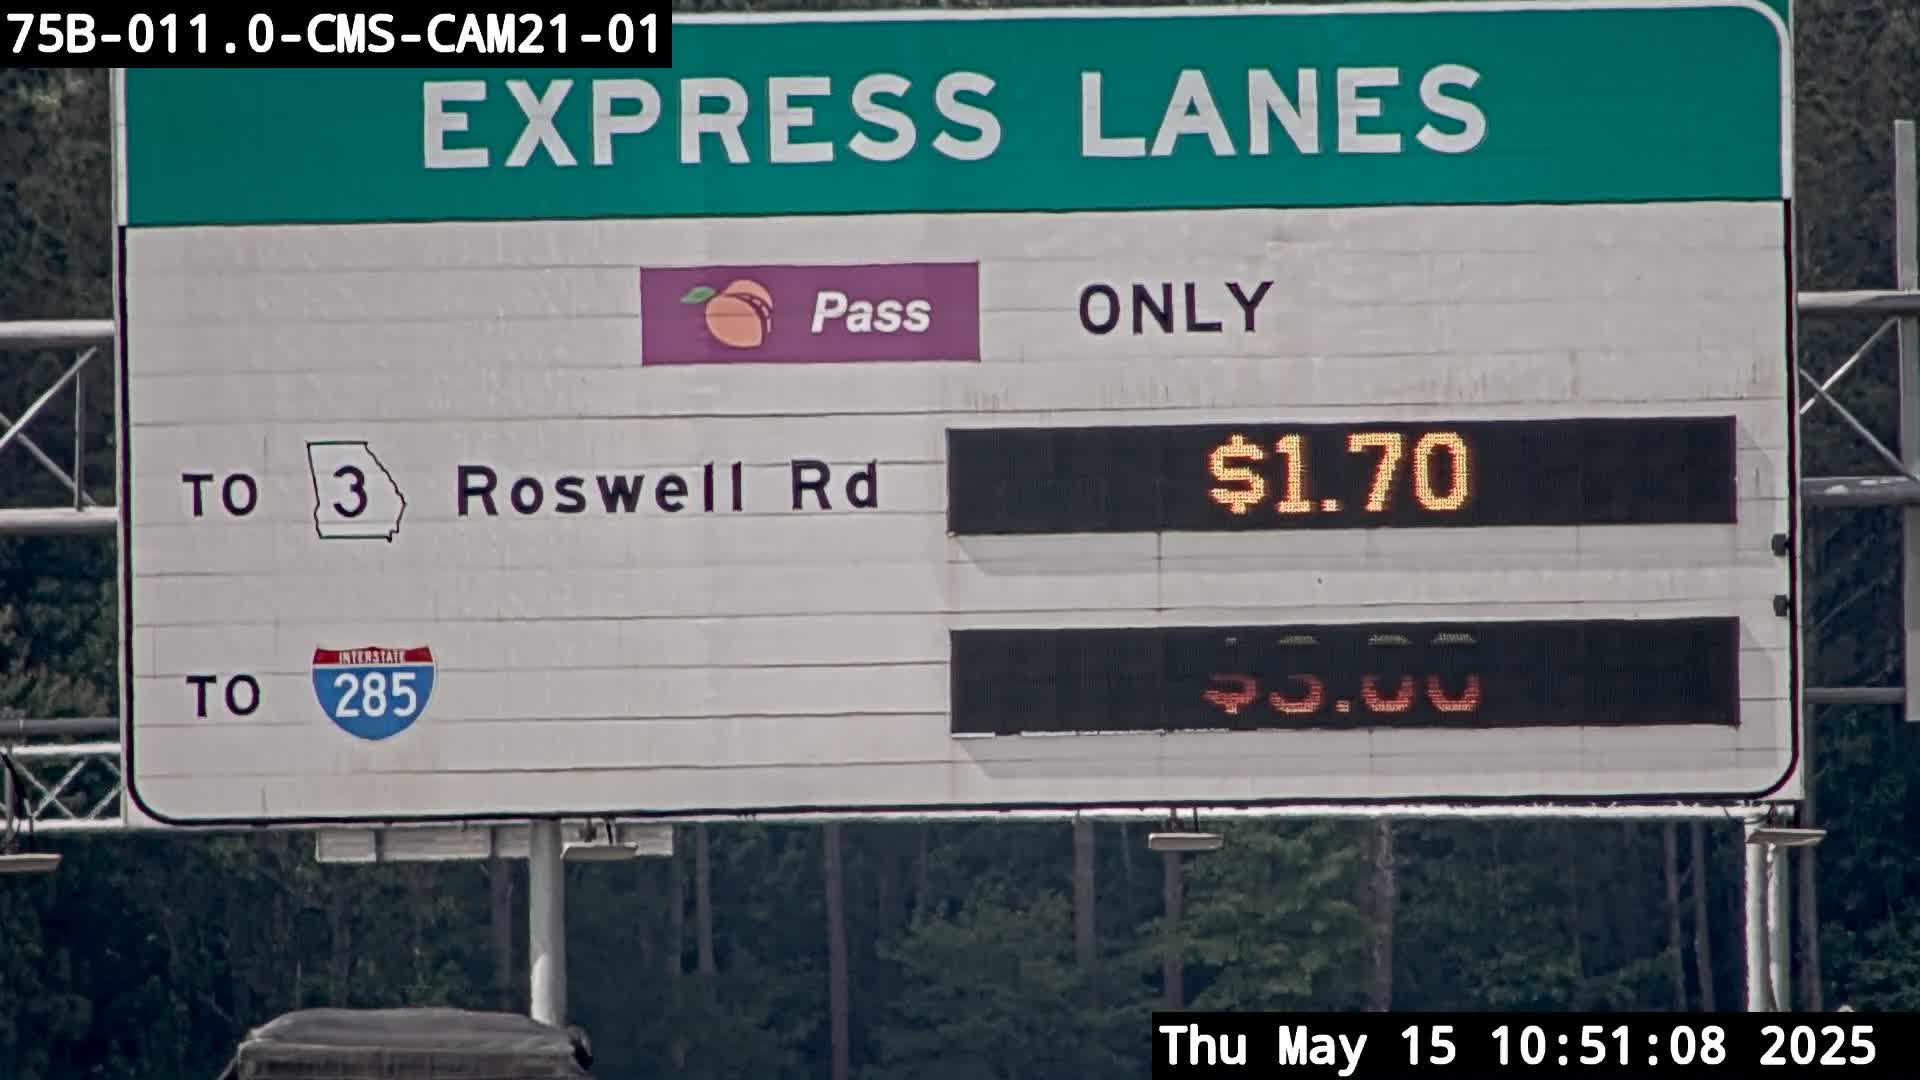 75B-011.0-CMS-CAM21-01
EXPRESS LANES
Pass ONLY
TO 3 Roswell Rd $1.70
TO INTERSTATE 285
Thu May 15 10:51:08 2025